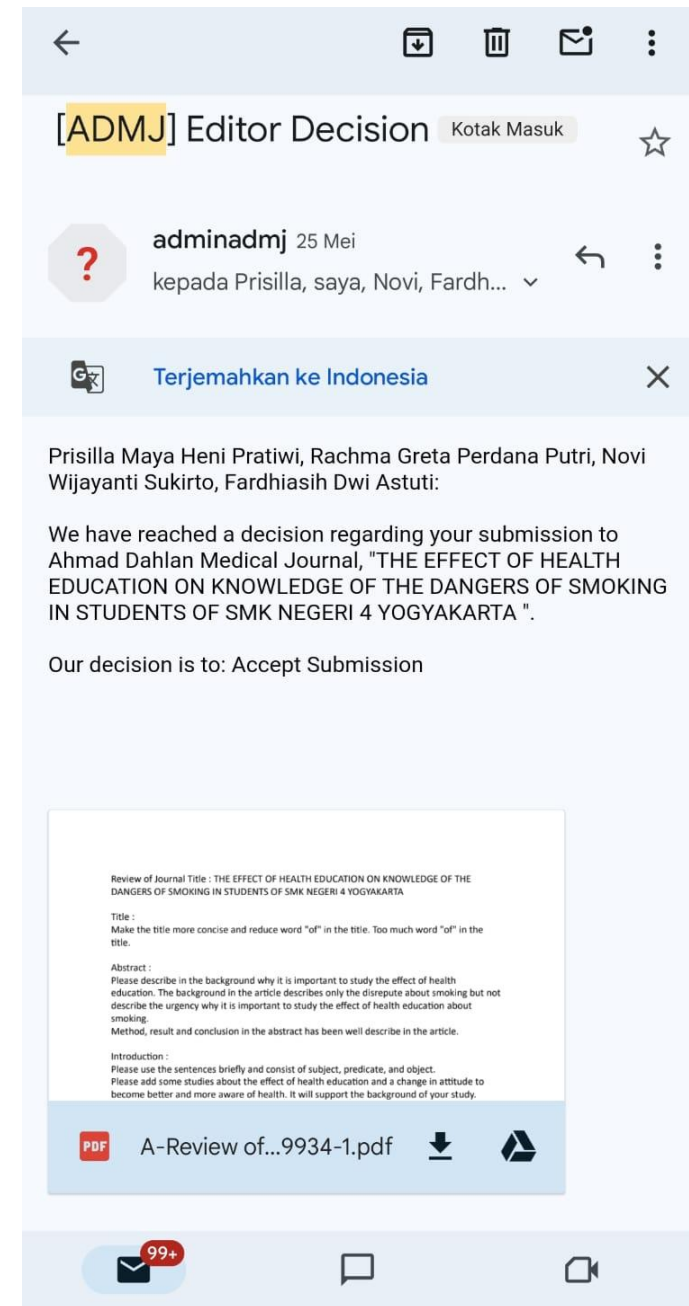 [ADMJ] Editor Decision Kotak Masuk
?
adminadmj 25 Mei
kepada Prisilla, saya, Novi, Fardh...
Terjemahkan ke Indonesia
Prisilla Maya Heni Pratiwi, Rachma Greta Perdana Putri, Novi
Wijayanti Sukirto, Fardhiasih Dwi Astuti:
We have reached a decision regarding your submission to
Ahmad Dahlan Medical Journal, "THE EFFECT OF HEALTH
EDUCATION ON KNOWLEDGE OF THE DANGERS OF SMOKING
IN STUDENTS OF SMK NEGERI 4 YOGYAKARTA ".
Our decision is to: Accept Submission
Review of Journal Title : THE EFFECT OF HEALTH EDUCATION ON KNOWLEDGE OF THE
DANGERS OF SMOKING IN STUDENTS OF SMK NEGERI 4 YOGYAKARTA
Title :
Make the title more concise and reduce word "of" in the title. Too much word "of" in the
title.
Abstract :
Please describe in the background why it is important to study the effect of health
education. The background in the article describes only the disrepute about smoking but not
describe the urgency why it is important to study the effect of health education about
smoking.
Method, result and conclusion in the abstract has been well describe in the article.
Introduction :
Please use the sentences briefly and consist of subject, predicate, and object.
Please add some studies about the effect of health education and a change in attitude to
become better and more aware of health. It will support the background of your study.
PDF A-Review of...9934-1.pdf
99+